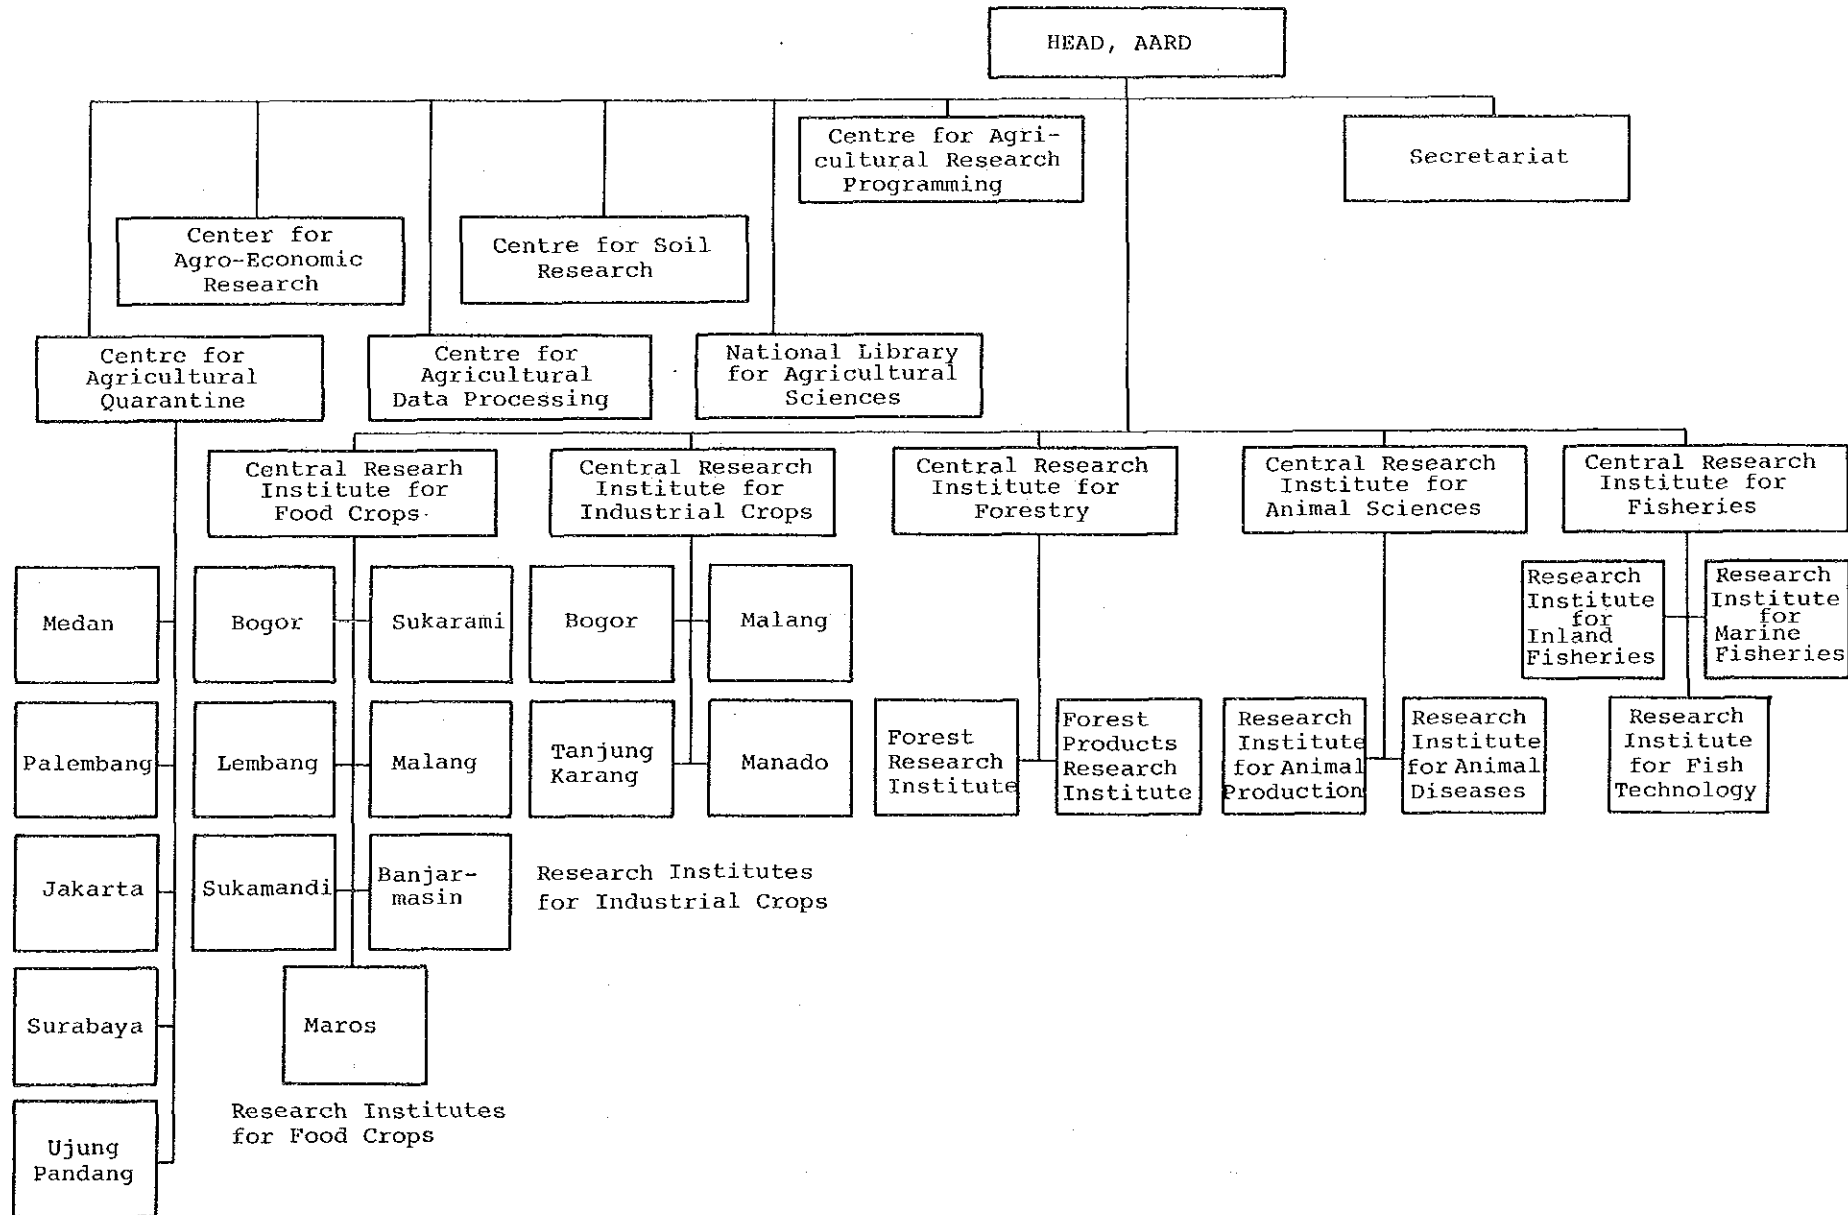 HEAD, AARD
Centre for Agri-
cultural Research
Programming
Secretariat
Center for
Agro-Economic
Research
Centre for Soil
Research
Centre for
Agricultural
Quarantine
Centre for
Agricultural
Data Processing
National Library
for Agricultural
Sciences
Central Researh
Institute for
Food Crops
Central Research
Institute for
Industrial Crops
Central Research
Institute for
Forestry
Central Research
Institute for
Animal Sciences
Central Research
Institute for
Fisheries
Medan
Palembang
Jakarta
Surabaya
Ujung
Pandang
Bogor
Sukarami
Lembang
Malang
Sukamandi
Banjar-
masin
Maros
Research Institutes
for Food Crops
Bogor
Malang
Tanjung
Karang
Manado
Research Institutes
for Industrial Crops
Forest
Research
Institute
Forest
Products
Research
Institute
Research
Institute
for Animal
Production
Research
Institute
for Animal
Diseases
Research
Institute
for
Inland
Fisheries
Research
Institute
for
Marine
Fisheries
Research
Institute
for Fish
Technology